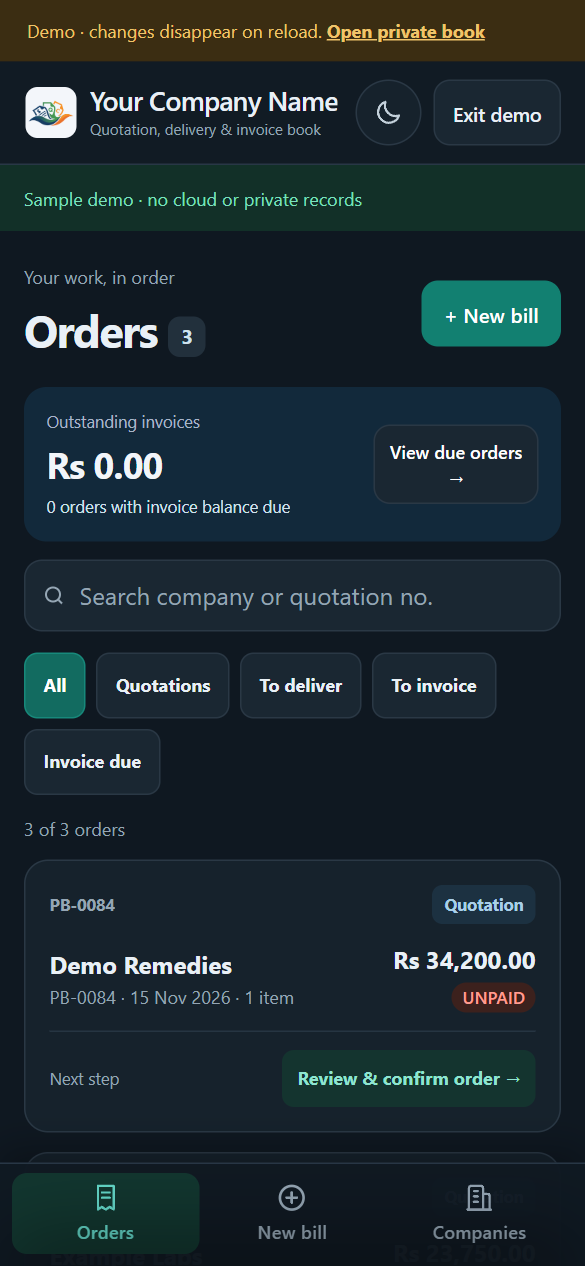 Demo · changes disappear on reload. Open private book
Your Company Name
Quotation, delivery & invoice book
Exit demo
Sample demo · no cloud or private records
Your work, in order
Orders 3
+ New bill
Outstanding invoices
Rs 0.00
0 orders with invoice balance due
View due orders
→
Search company or quotation no.
All
Quotations
To deliver
To invoice
Invoice due
3 of 3 orders
PB-0084
Quotation
Demo Remedies
Rs 34,200.00
PB-0084 · 15 Nov 2026 · 1 item
UNPAID
Next step
Review & confirm order →
Orders
New bill
Companies
Rs 23,750.00